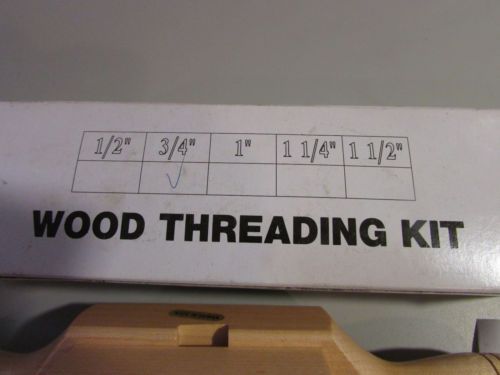 1/2" 3/4" 1" 1 1/4" 1 1/2"
WOOD THREADING KIT